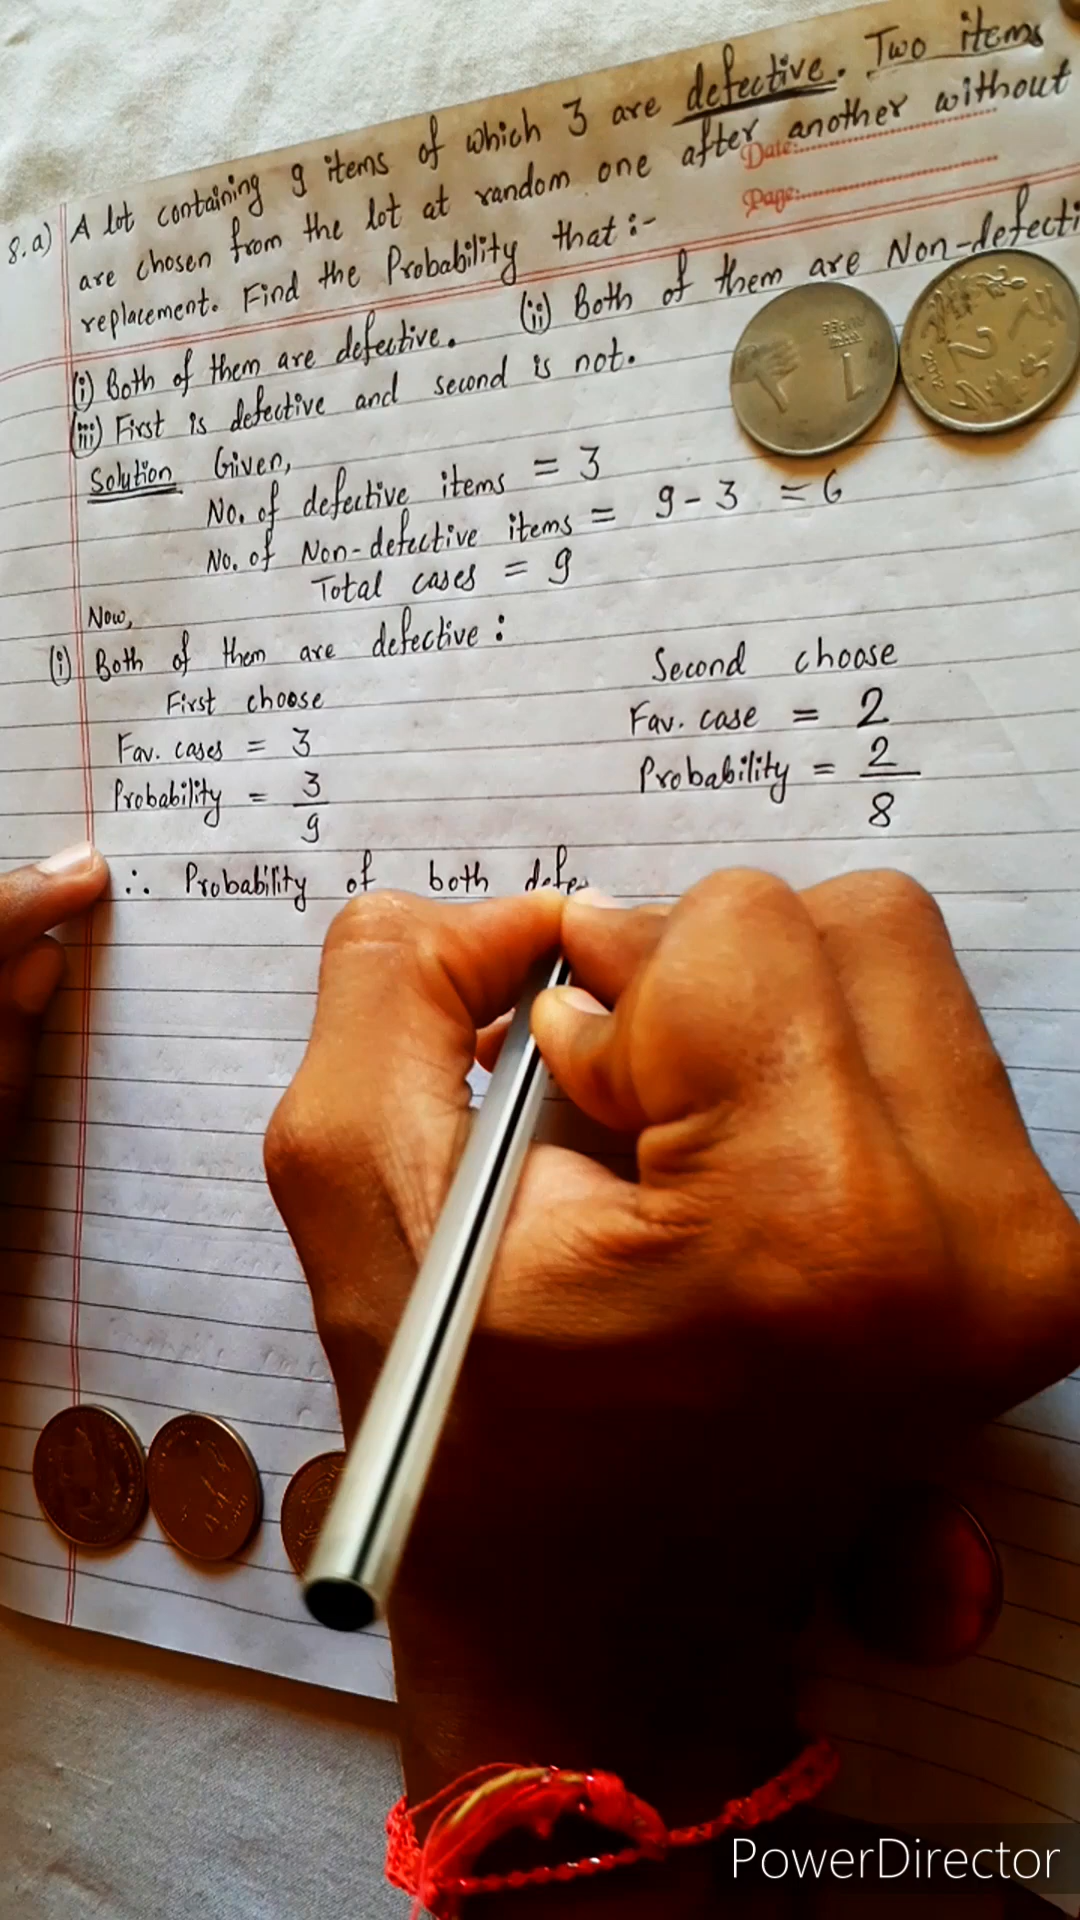 8.a) A lot containing 9 items of which 3 are defective. Two items
are chosen from the lot at random one after another without
replacement. Find the Probability that :-
Date:
Page:
(i) Both of them are defective. (ii) Both of them are Non-defecti
(iii) First is defective and second is not.
Solution Given,
No. of defective items = 3
No. of Non-defective items = 9 - 3 = 6
Total cases = 9
Now,
(i) Both of them are defective :
First choose Second choose
Fav. cases = 3 Fav. case = 2
Probability = 3/9 Probability = 2/8
∴ Probability of both defe
1
RUPEE
2
PowerDirector